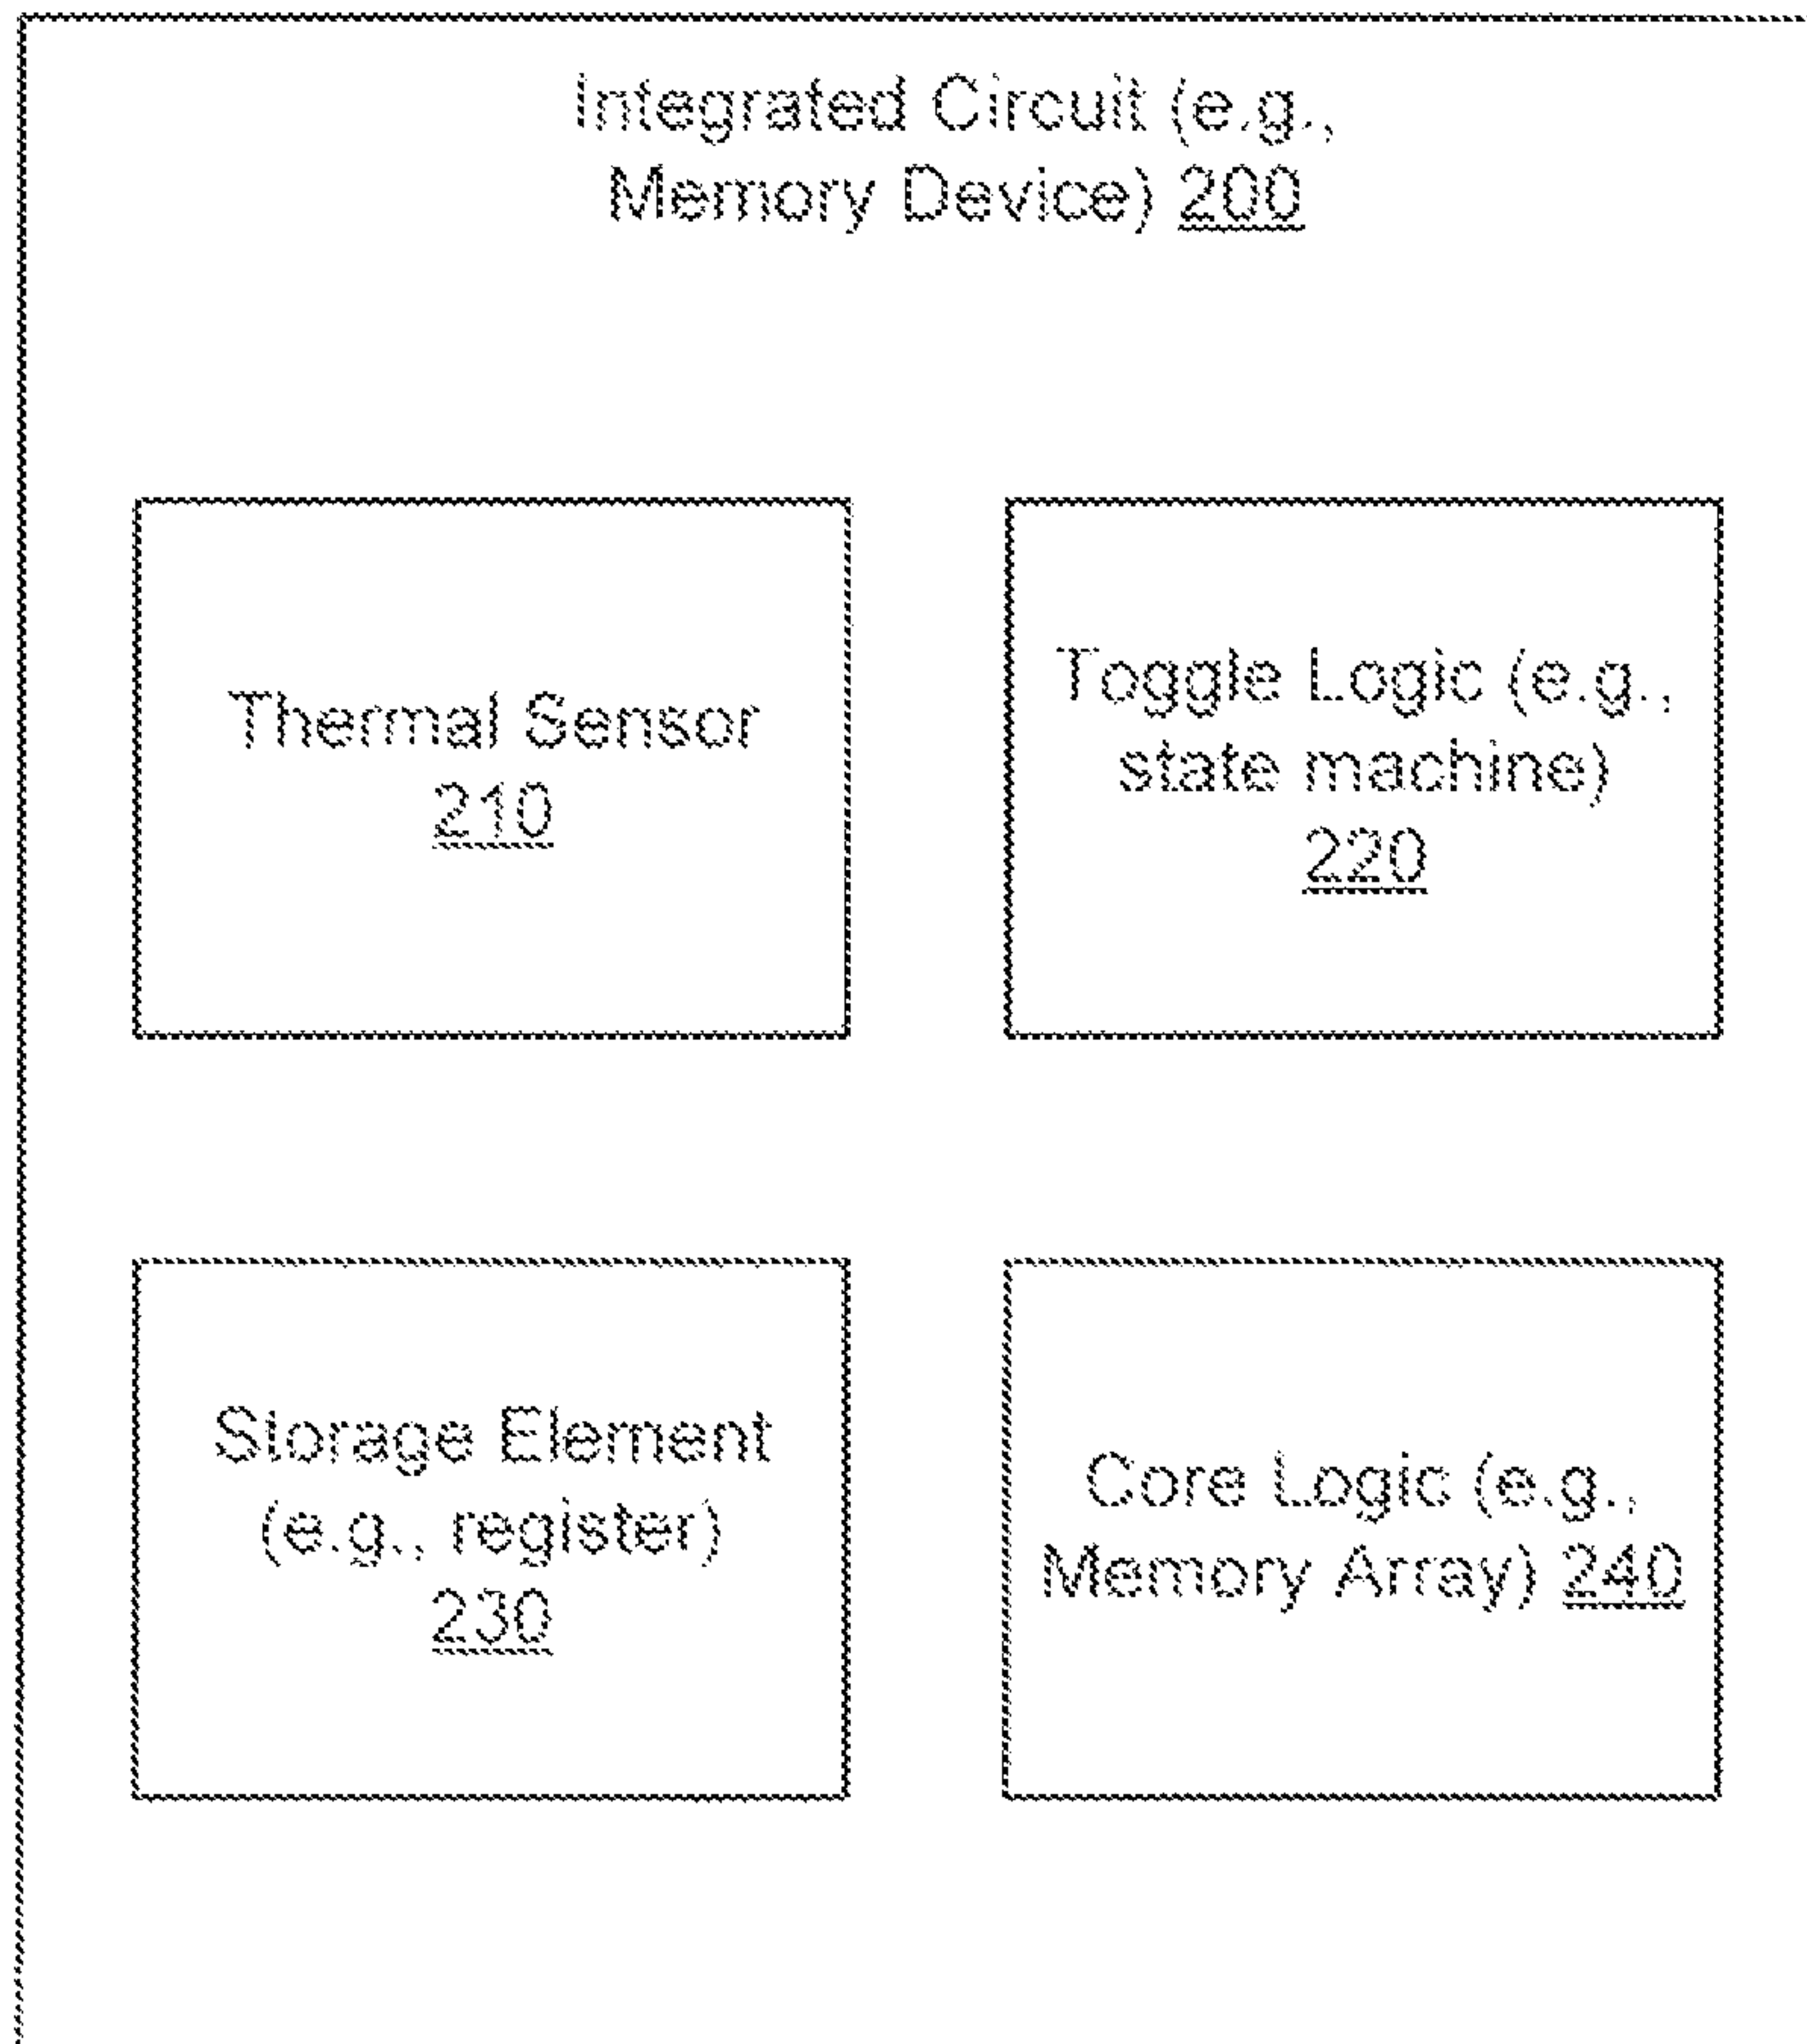 Integrated Circuit (e.g.,
Memory Device) 200
Thermal Sensor
210
Toggle Logic (e.g.,
state machine)
220
Storage Element
(e.g., register)
230
Core Logic (e.g.,
Memory Array) 240